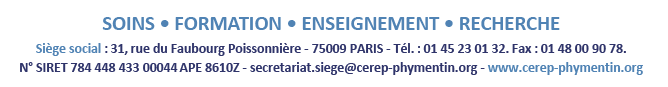 SOINS • FORMATION • ENSEIGNEMENT • RECHERCHE
Siège social : 31, rue du Faubourg Poissonnière - 75009 PARIS - Tél. : 01 45 23 01 32. Fax : 01 48 00 90 78.
N° SIRET 784 448 433 00044 APE 8610Z - secretariat.siege@cerep-phymentin.org - www.cerep-phymentin.org